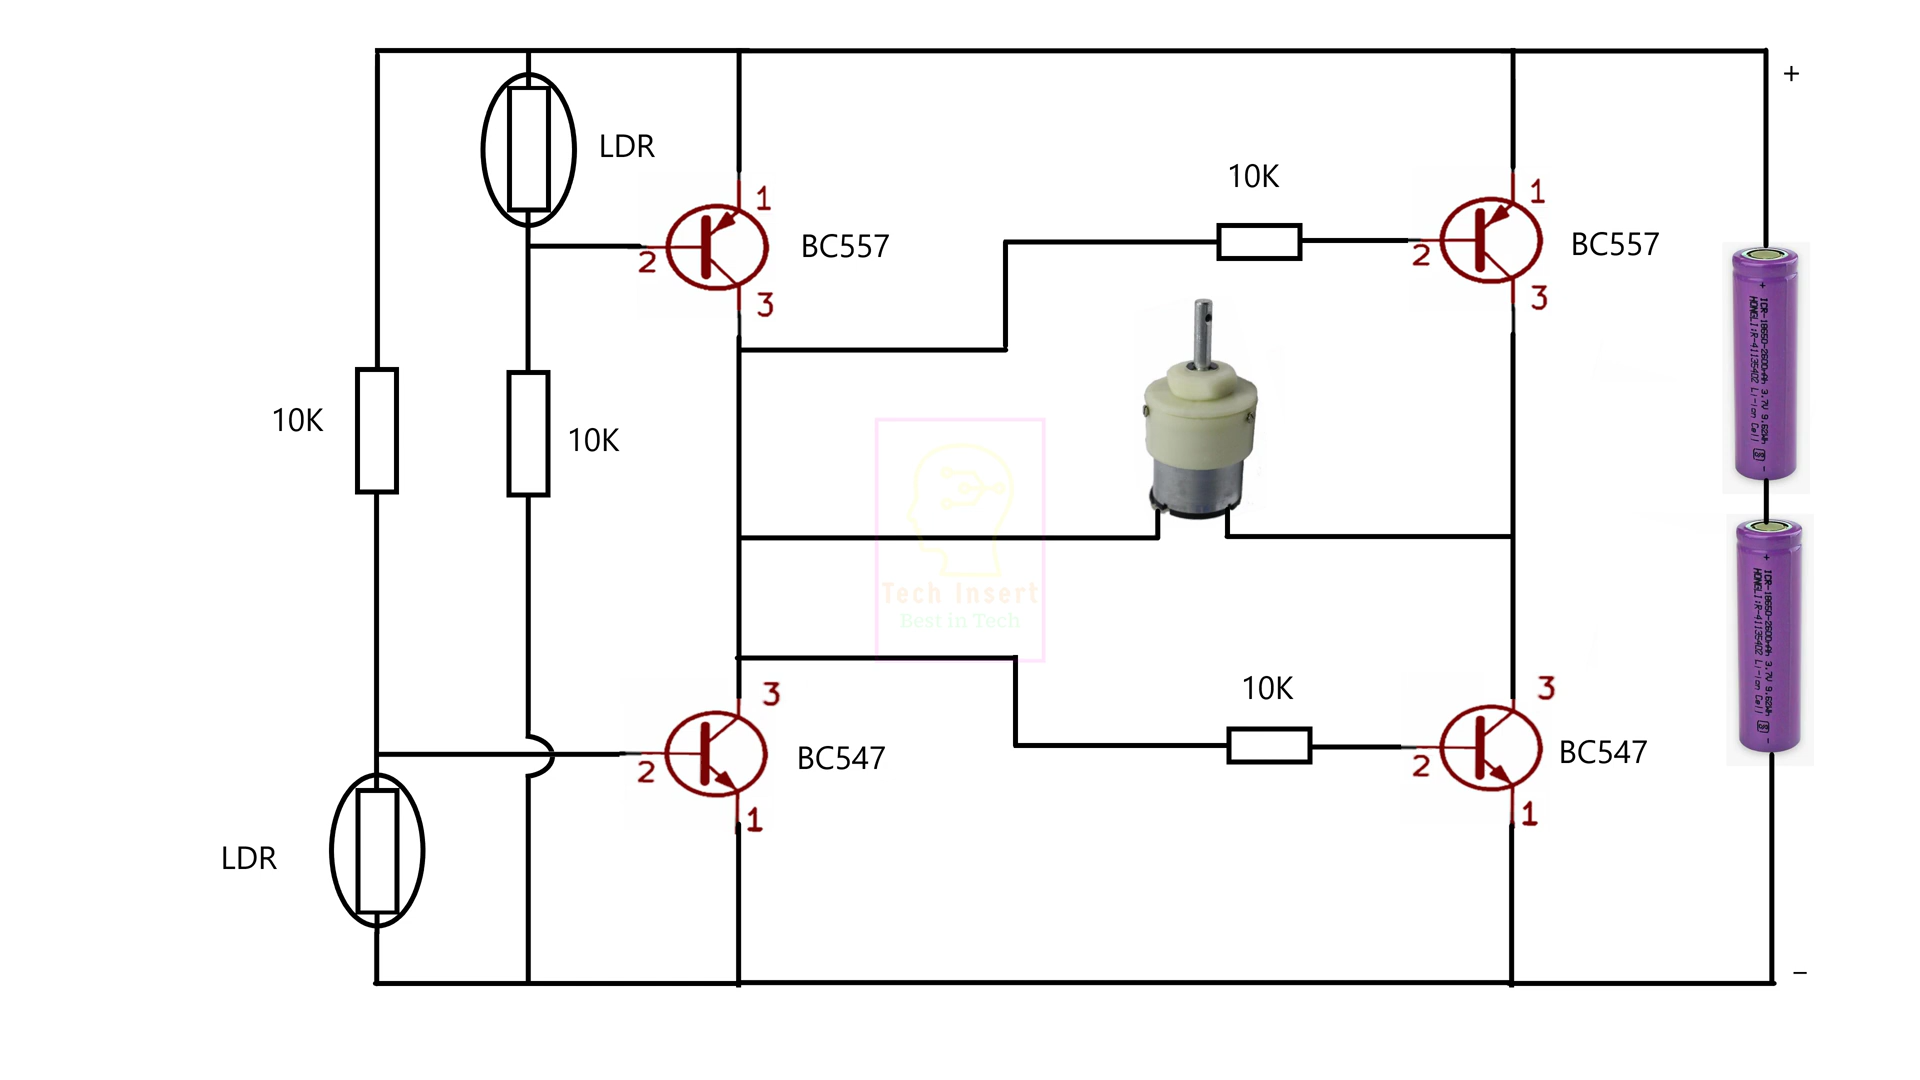 +
LDR
10K
1
BC557
2
3
1
BC557
2
3
10K
10K
10K
3
BC547
2
1
3
BC547
2
1
LDR
Tech Insert
Best in Tech
-